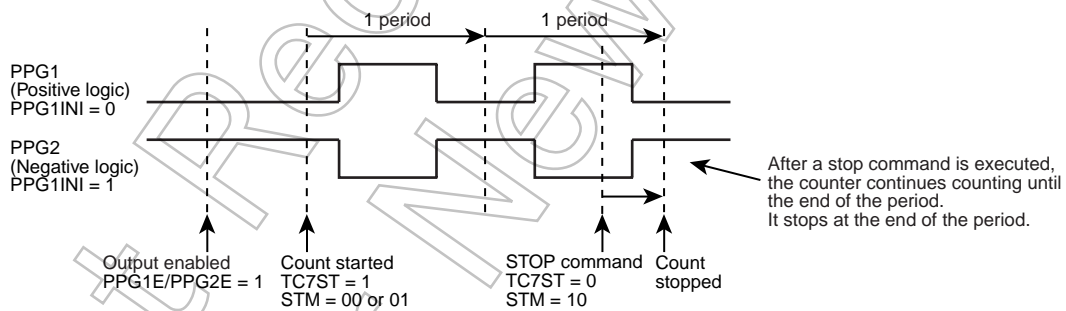 1 period
1 period
PPG1
(Positive logic)
PPG1INI = 0
PPG2
(Negative logic)
PPG1INI = 1
After a stop command is executed,
the counter continues counting until
the end of the period.
It stops at the end of the period.
Output enabled
PPG1E/PPG2E = 1
Count started
TC7ST = 1
STM = 00 or 01
STOP command
TC7ST = 0
STM = 10
Count
stopped